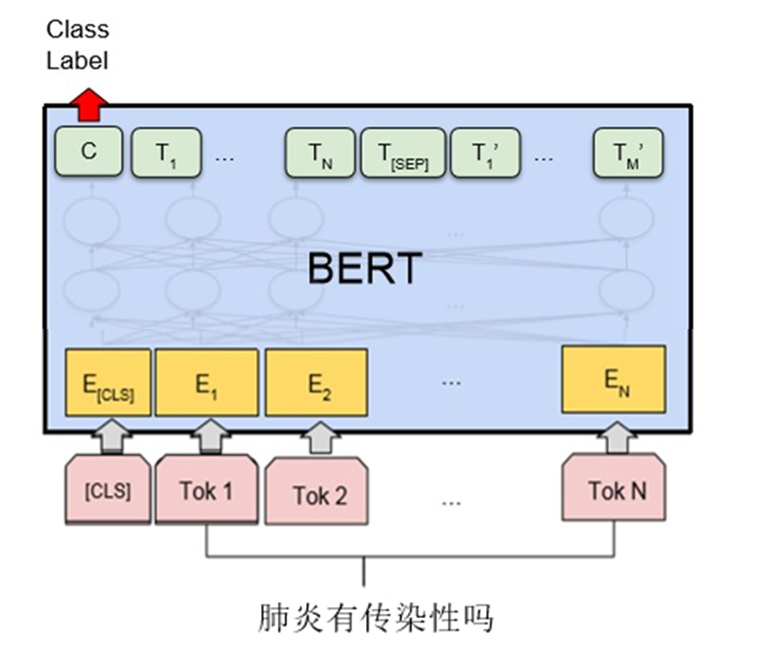 Class
Label
C T1 ... TN T[SEP] T1’ ... TM’
...
BERT
...
E[CLS] E1 E2 ... EN
[CLS] Tok 1 Tok 2 ... Tok N
肺炎有传染性吗